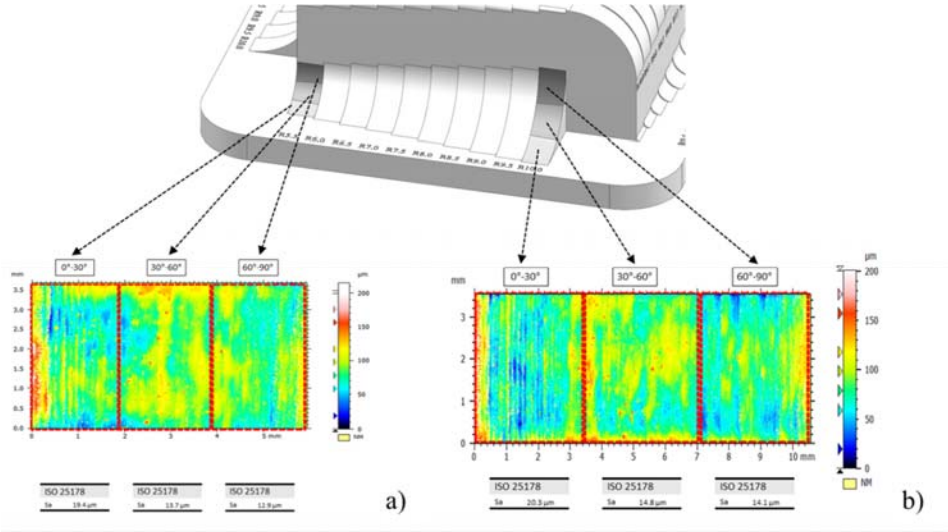 R5.5 R6.0 R6.5 R7.0 R7.5 R8.0 R8.5 R9.0 R9.5 R10.0
0°-30° 30°-60° 60°-90°
mm
3.5
3.0
2.5
2.0
1.5
1.0
0.5
0.0
0 1 2 3 4 5 mm
µm
200
150
100
50
0
NM
ISO 25178 ISO 25178 ISO 25178
Sa 19.4 µm Sa 13.7 µm Sa 12.9 µm
a)
0°-30° 30°-60° 60°-90°
mm
3
2
1
0
0 1 2 3 4 5 6 7 8 9 10 mm
µm
200
150
100
50
0
NM
ISO 25178 ISO 25178 ISO 25178
Sa 20.3 µm Sa 14.8 µm Sa 14.1 µm
b)